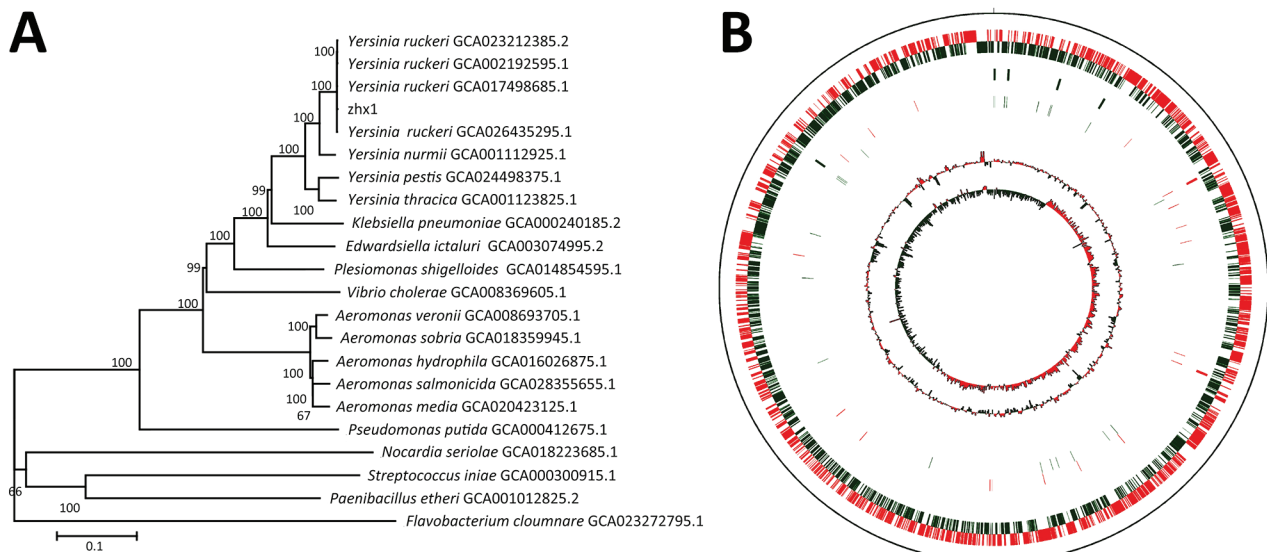 A
B
Yersinia ruckeri GCA023212385.2
100
Yersinia ruckeri GCA002192595.1
100
Yersinia ruckeri GCA017498685.1
zhx1
100
Yersinia ruckeri GCA026435295.1
100
Yersinia nurmii GCA001112925.1
Yersinia pestis GCA024498375.1
99
Yersinia thracica GCA001123825.1
100
100
Klebsiella pneumoniae GCA000240185.2
100
Edwardsiella ictaluri GCA003074995.2
99
Plesiomonas shigelloides GCA014854595.1
Vibrio cholerae GCA008369605.1
100
Aeromonas veronii GCA008693705.1
100
Aeromonas sobria GCA018359945.1
100
Aeromonas hydrophila GCA016026875.1
100
Aeromonas salmonicida GCA028355655.1
100
Aeromonas media GCA020423125.1
67
Pseudomonas putida GCA000412675.1
Nocardia seriolae GCA018223685.1
Streptococcus iniae GCA000300915.1
66
Paenibacillus etheri GCA001012825.2
100
Flavobacterium cloumnare GCA023272795.1
0.1